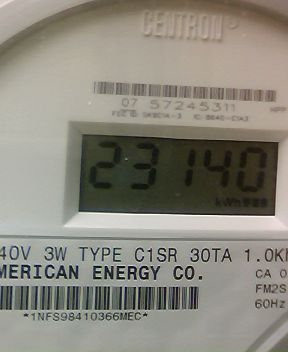 CENTRON®
07 57245311
23140
kWh
40V 3W TYPE C1SR 30TA 1.0K
MERICAN ENERGY CO.
CA 0
FM2S
60Hz
*1NFS98410366MEC*